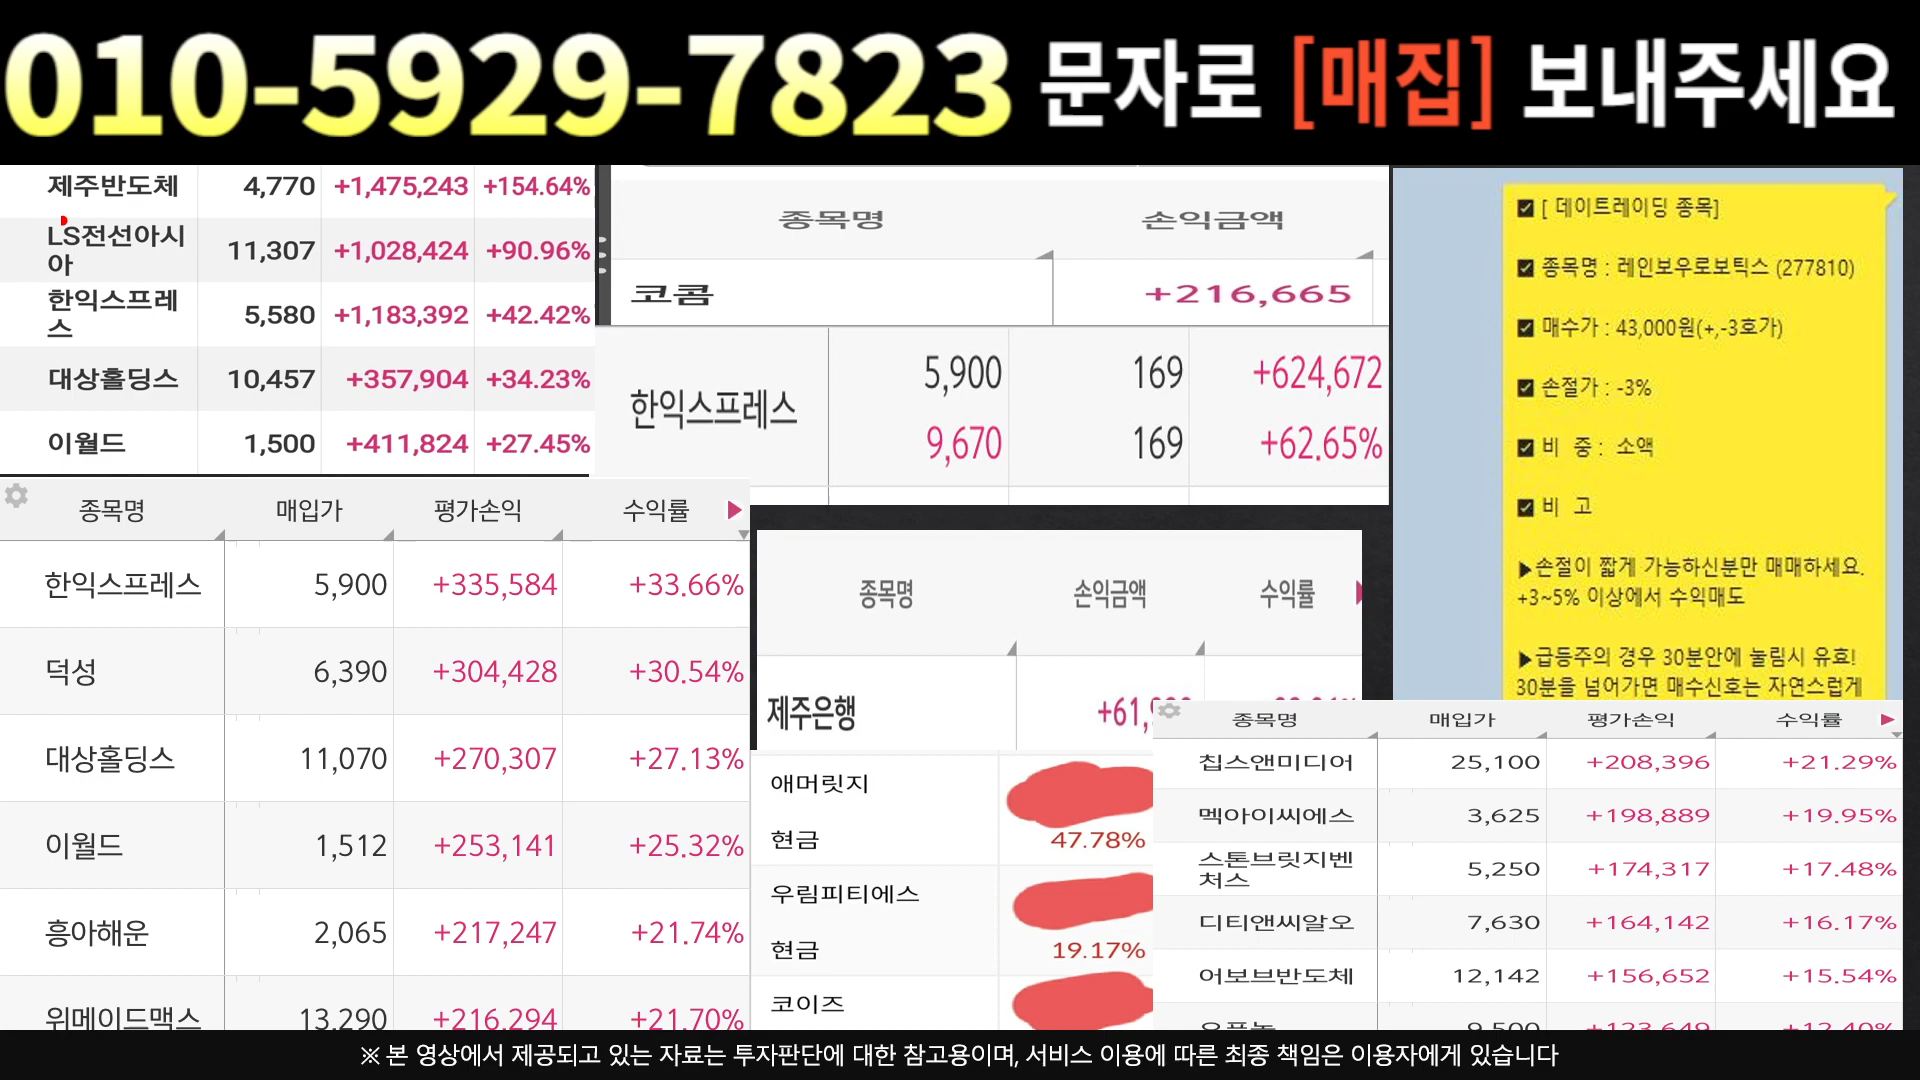 010-5929-7823 문자로 [매집] 보내주세요
제주반도체 4,770 +1,475,243 +154.64%
LS전선아시아 11,307 +1,028,424 +90.96%
한익스프레스 5,580 +1,183,392 +42.42%
대상홀딩스 10,457 +357,904 +34.23%
이월드 1,500 +411,824 +27.45%
종목명 손익금액
코콤 +216,665
한익스프레스 5,900 169 +624,672
9,670 169 +62.65%
☑ [ 데이트레이딩 종목]
☑ 종목명 : 레인보우로보틱스 (277810)
☑ 매수가 : 43,000원(+,-3호가)
☑ 손절가 : -3%
☑ 비 중 : 소액
☑ 비 고
▶손절이 짧게 가능하신분만 매매하세요.
+3~5% 이상에서 수익매도
▶급등주의 경우 30분안에 눌림시 유효!
30분을 넘어가면 매수신호는 자연스럽게
종목명 매입가 평가손익 수익률
한익스프레스 5,900 +335,584 +33.66%
덕성 6,390 +304,428 +30.54%
대상홀딩스 11,070 +270,307 +27.13%
이월드 1,512 +253,141 +25.32%
흥아해운 2,065 +217,247 +21.74%
위메이드맥스 13,290 +216,294 +21.70%
종목명 손익금액 수익률
제주은행 +61,
애머릿지
현금 47.78%
우림피티에스
현금 19.17%
코이즈
종목명 매입가 평가손익 수익률
칩스앤미디어 25,100 +208,396 +21.29%
멕아이씨에스 3,625 +198,889 +19.95%
스톤브릿지벤처스 5,250 +174,317 +17.48%
디티앤씨알오 7,630 +164,142 +16.17%
어보브반도체 12,142 +156,652 +15.54%
※ 본 영상에서 제공되고 있는 자료는 투자판단에 대한 참고용이며, 서비스 이용에 따른 최종 책임은 이용자에게 있습니다